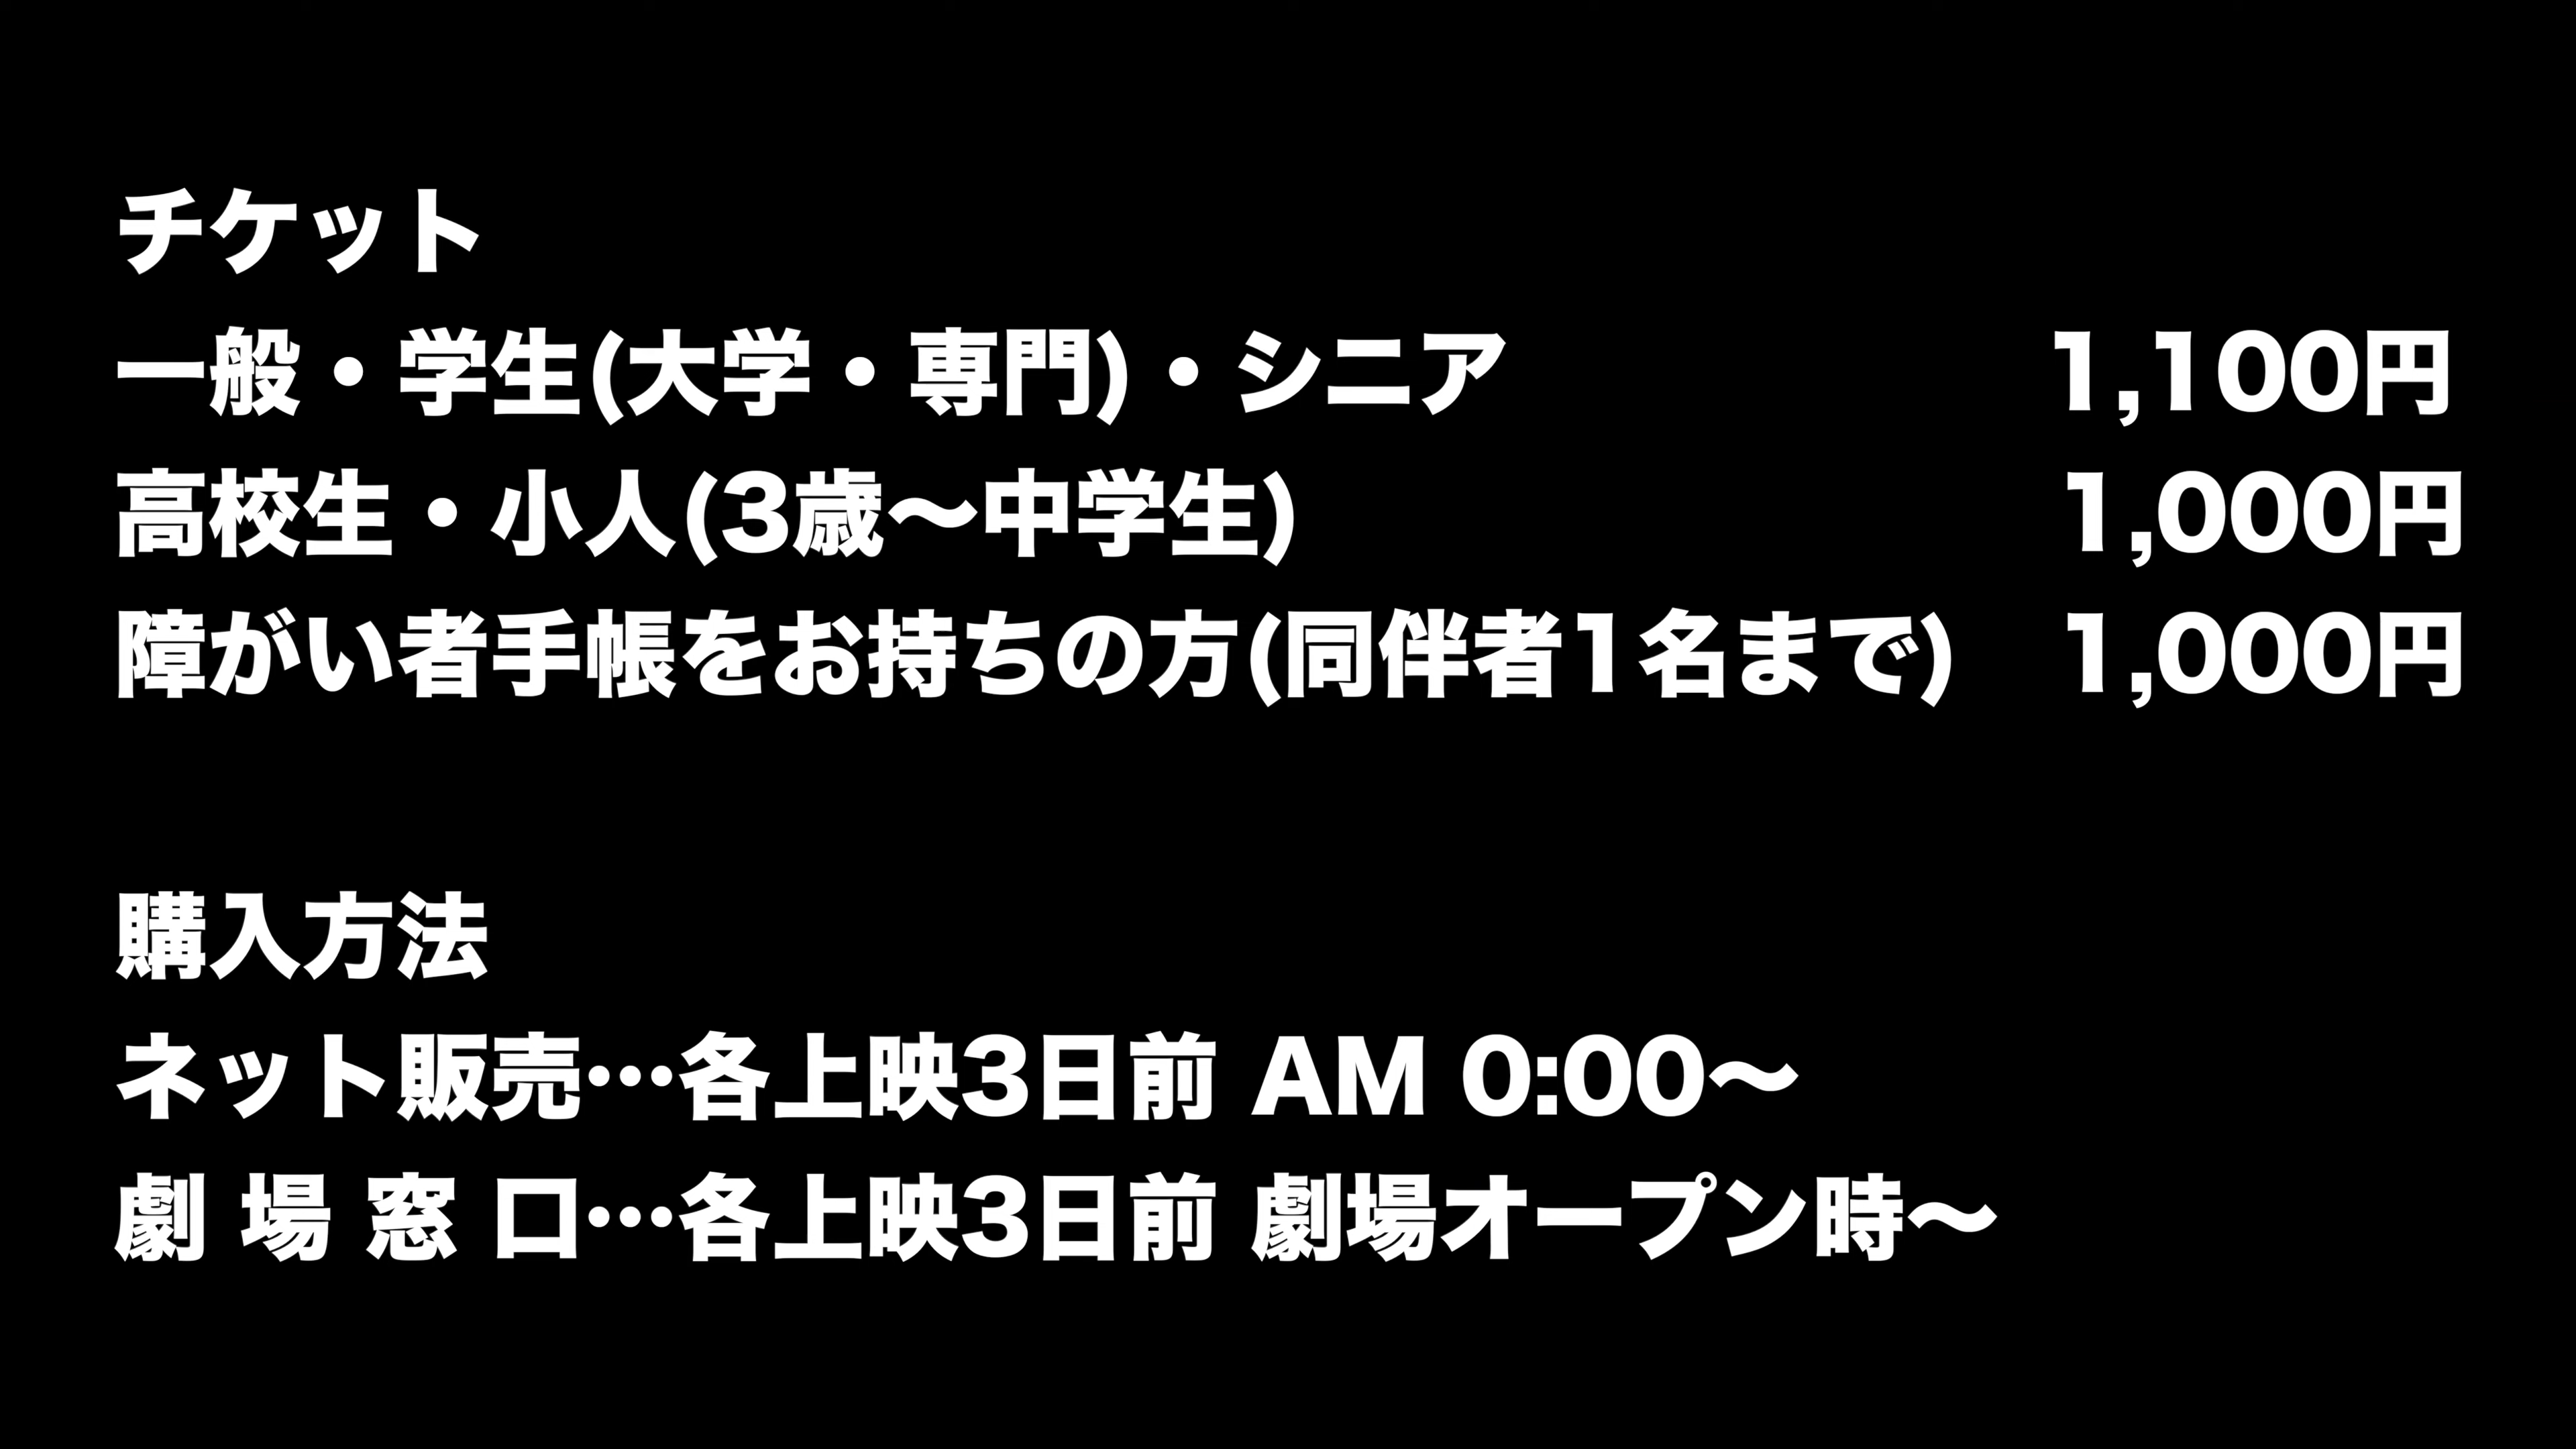 チケット
一般・学生(大学・専門)・シニア 1,100円
高校生・小人(3歳〜中学生) 1,000円
障がい者手帳をお持ちの方(同伴者1名まで) 1,000円
購入方法
ネット販売…各上映3日前 AM 0:00〜
劇 場 窓 口…各上映3日前 劇場オープン時〜